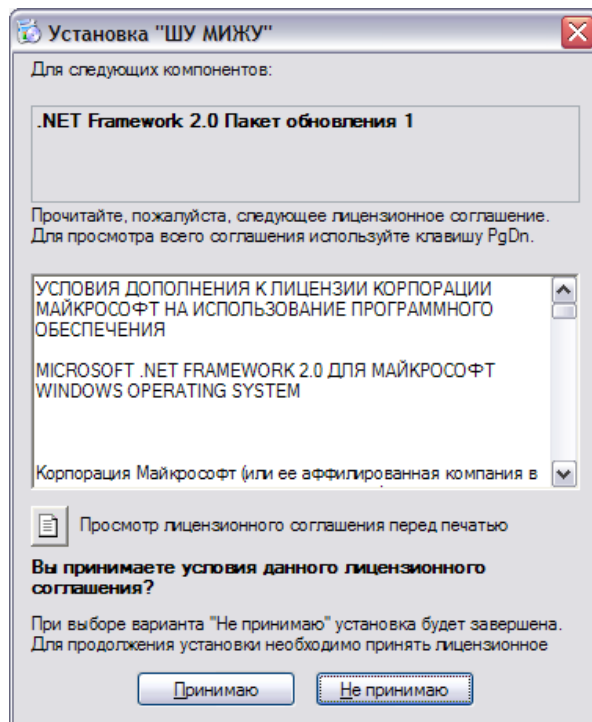 Установка "ШУ МИЖУ"
Для следующих компонентов:
.NET Framework 2.0 Пакет обновления 1
Прочитайте, пожалуйста, следующее лицензионное соглашение.
Для просмотра всего соглашения используйте клавишу PgDn.
УСЛОВИЯ ДОПОЛНЕНИЯ К ЛИЦЕНЗИИ КОРПОРАЦИИ
МАЙКРОСОФТ НА ИСПОЛЬЗОВАНИЕ ПРОГРАММНОГО
ОБЕСПЕЧЕНИЯ
MICROSOFT .NET FRAMEWORK 2.0 ДЛЯ МАЙКРОСОФТ
WINDOWS OPERATING SYSTEM
Корпорация Майкрософт (или ее аффилированная компания в
Просмотр лицензионного соглашения перед печатью
Вы принимаете условия данного лицензионного
соглашения?
При выборе варианта "Не принимаю" установка будет завершена.
Для продолжения установки необходимо принять лицензионное
Принимаю
Не принимаю